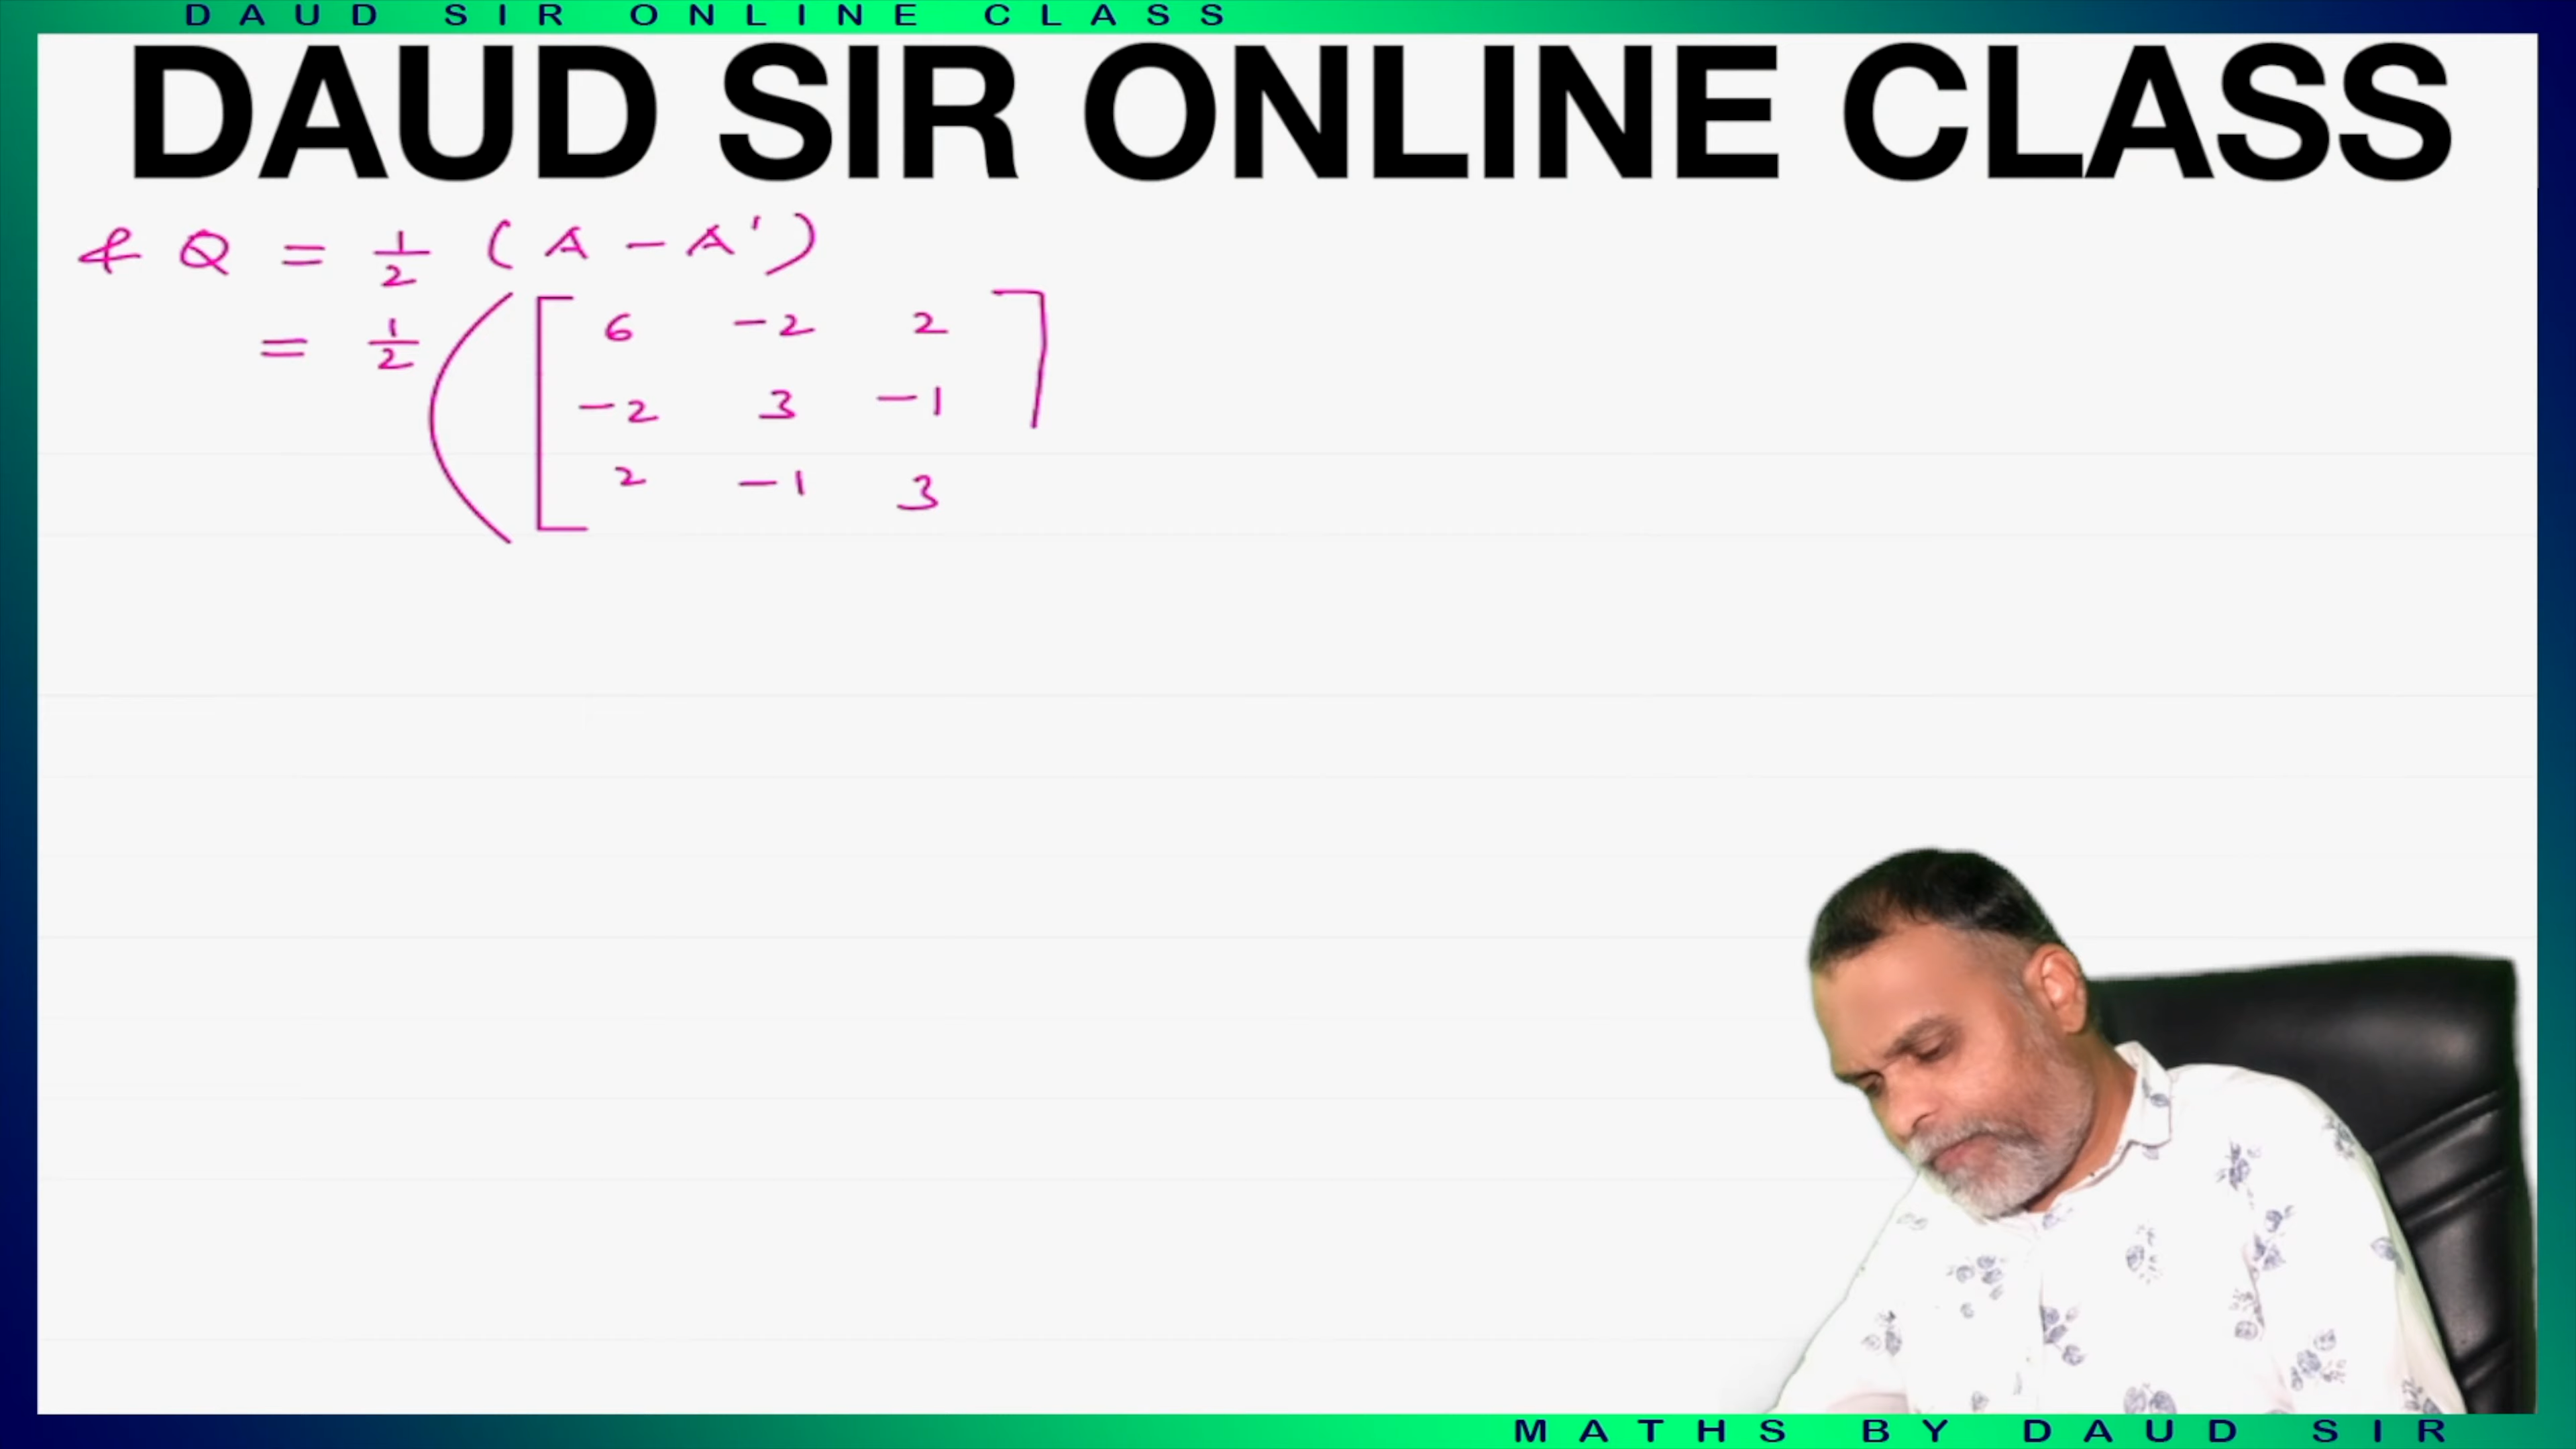 DAUD SIR ONLINE CLASS
DAUD SIR ONLINE CLASS
& Q = 1/2 (A - A')
= 1/2 ( [ 6 -2 2 ]
-2 3 -1
2 -1 3
MATHS BY DAUD SIR